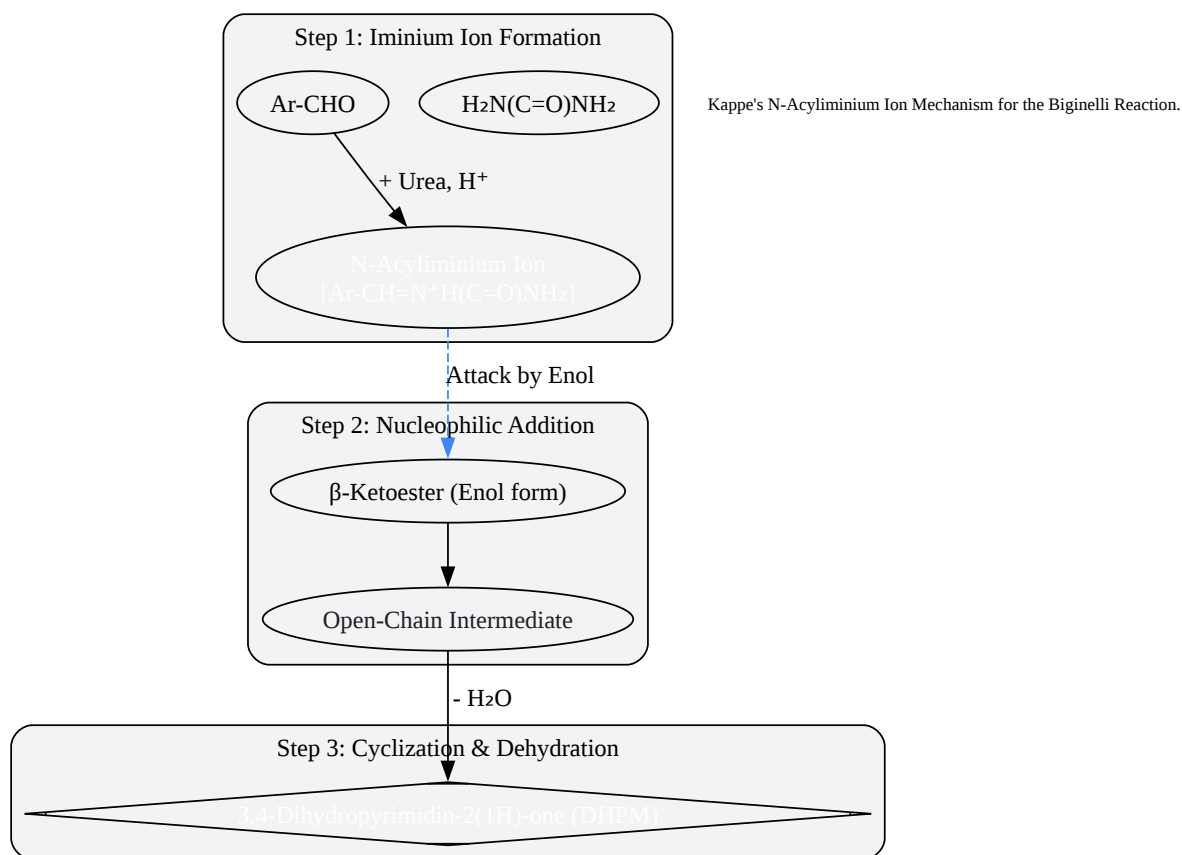 Step 1: Iminium Ion Formation
Ar-CHO
H₂N(C=O)NH₂
Kappe's N-Acyliminium Ion Mechanism for the Biginelli Reaction.
+ Urea, H⁺
N-Acyliminium Ion
[Ar-CH=N⁺H(C=O)NH₂]
Attack by Enol
Step 2: Nucleophilic Addition
β-Ketoester (Enol form)
Open-Chain Intermediate
- H₂O
Step 3: Cyclization & Dehydration
3,4-Dihydropyrimidin-2(1H)-one (DHPM)